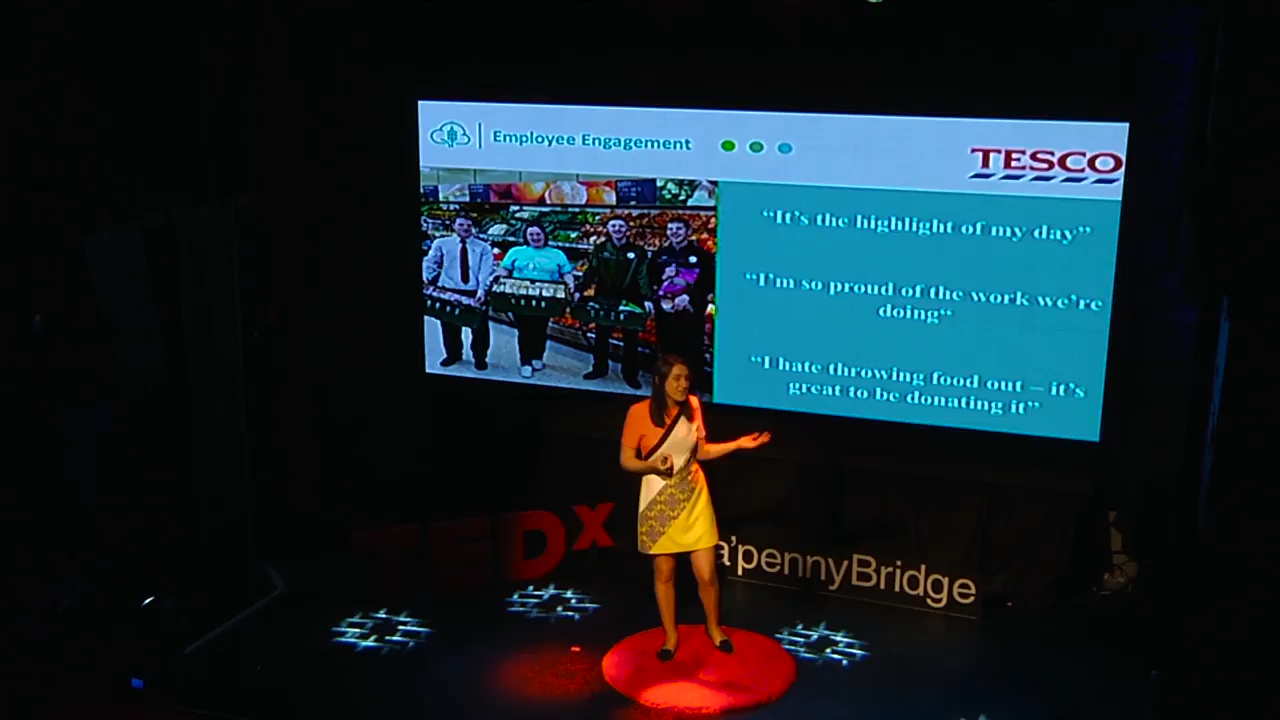 Employee Engagement
TESCO
“It’s the highlight of my day”
“I’m so proud of the work we’re
doing“
“I hate throwing food out – it’s
great to be donating it”
TEDx
a’pennyBridge